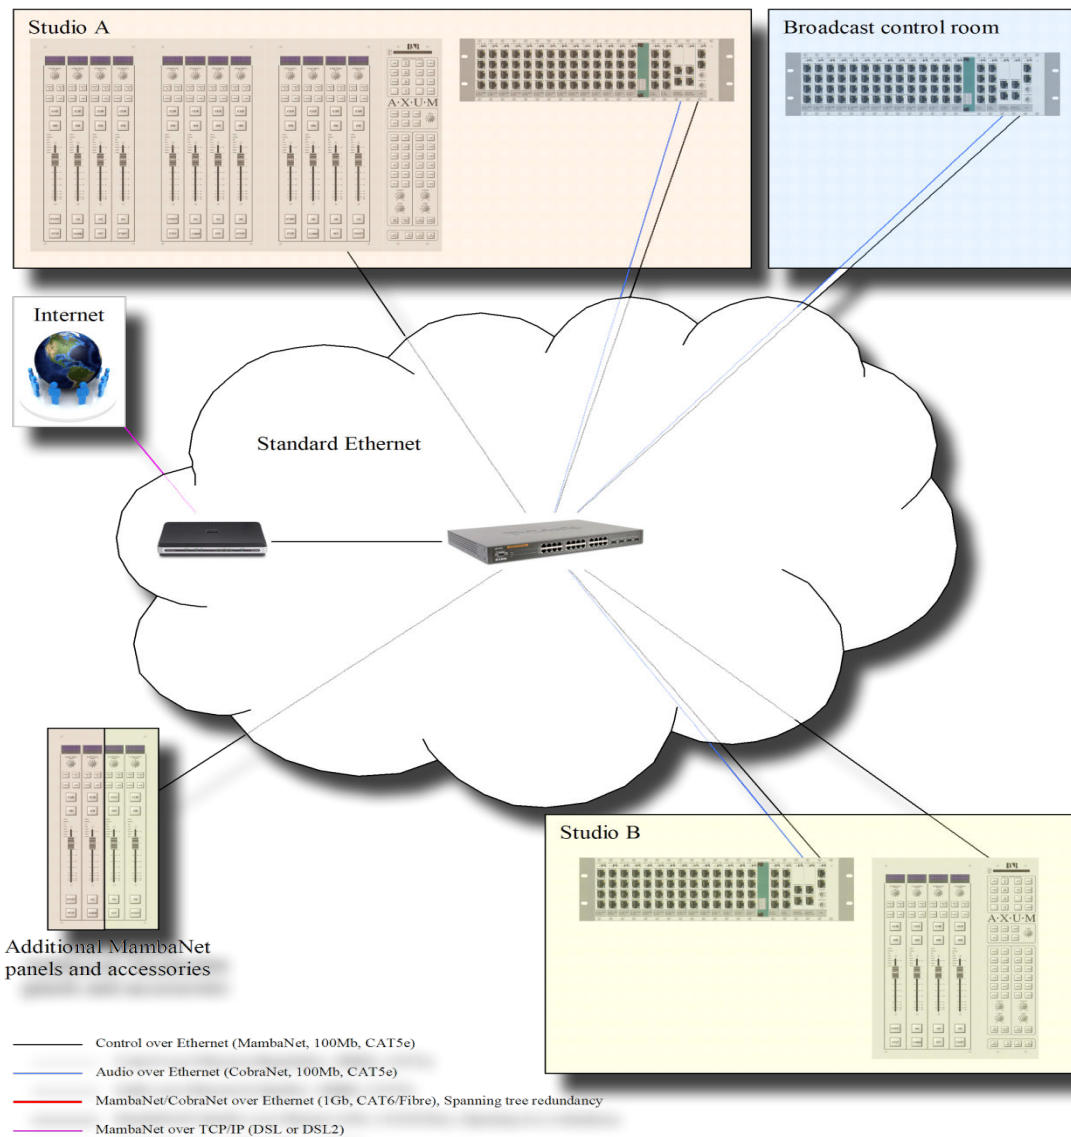 Studio A
Broadcast control room
D&R
A·X·U·M
Internet
Standard Ethernet
Studio B
D&R
A·X·U·M
Additional MambaNet
panels and accessories
Control over Ethernet (MambaNet, 100Mb, CAT5e)
Audio over Ethernet (CobraNet, 100Mb, CAT5e)
MambaNet/CobraNet over Ethernet (1Gb, CAT6/Fibre), Spanning tree redundancy
MambaNet over TCP/IP (DSL or DSL2)